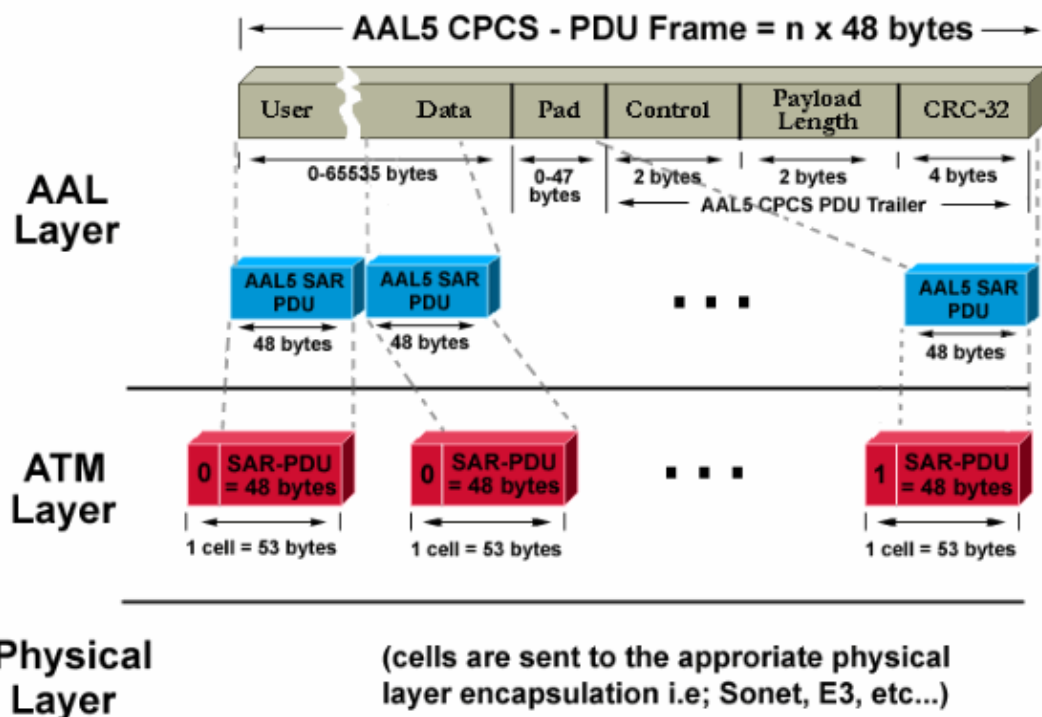 AAL5 CPCS - PDU Frame = n x 48 bytes
User Data Pad Control Payload Length CRC-32
0-65535 bytes
0-47 bytes
2 bytes
2 bytes
4 bytes
AAL5 CPCS PDU Trailer
AAL
Layer
AAL5 SAR
PDU
48 bytes
AAL5 SAR
PDU
48 bytes
. . .
AAL5 SAR
PDU
48 bytes
ATM
Layer
0 SAR-PDU
= 48 bytes
1 cell = 53 bytes
0 SAR-PDU
= 48 bytes
1 cell = 53 bytes
. . .
1 SAR-PDU
= 48 bytes
1 cell = 53 bytes
Physical
Layer
(cells are sent to the approriate physical
layer encapsulation i.e; Sonet, E3, etc...)